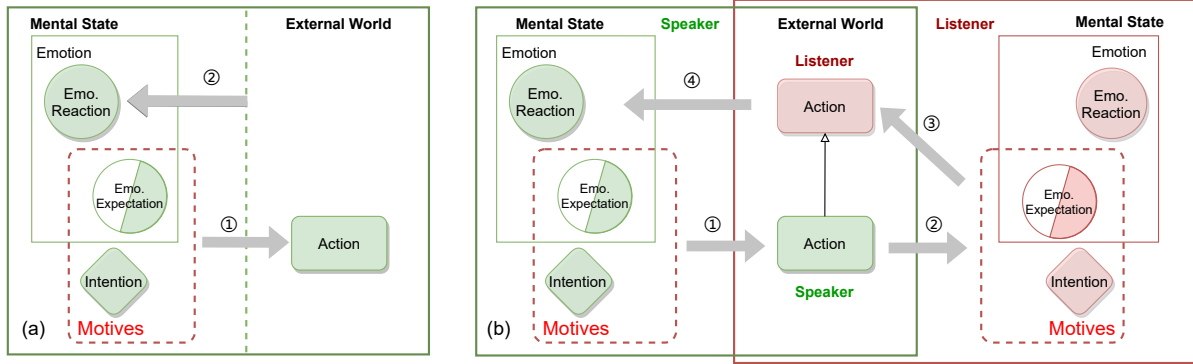 Mental State
External World
Emotion
②
Emo.
Reaction
Emo.
Expectation
①
Action
Intention
(a)
Motives
Mental State
Speaker
External World
Listener
Mental State
Emotion
Listener
Emotion
④
Emo.
Reaction
Action
③
Emo.
Reaction
Emo.
Expectation
①
Action
②
Emo.
Expectation
Intention
Speaker
Intention
(b)
Motives
Motives